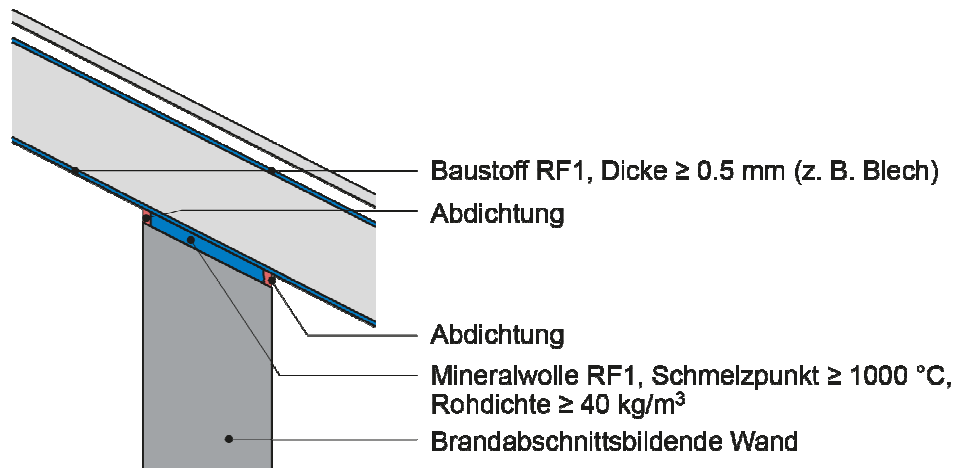 Baustoff RF1, Dicke ≥ 0.5 mm (z. B. Blech)
Abdichtung
Abdichtung
Mineralwolle RF1, Schmelzpunkt ≥ 1000 °C,
Rohdichte ≥ 40 kg/m³
Brandabschnittsbildende Wand